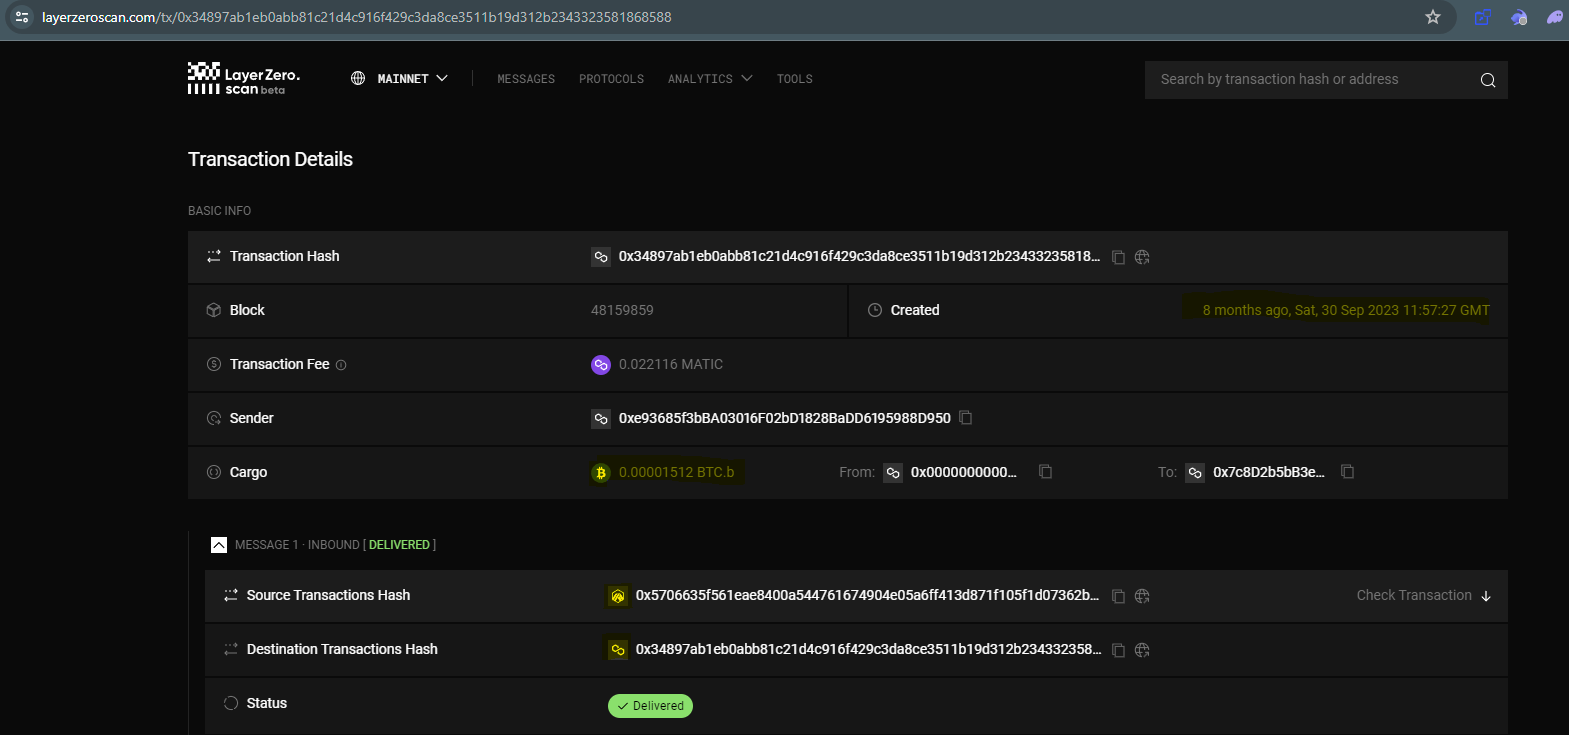 layerzeroscan.com/tx/0x34897ab1eb0abb81c21d4c916f429c3da8ce3511b19d312b2343323581868588
LayerZero.
scan beta
MAINNET MESSAGES PROTOCOLS ANALYTICS TOOLS
Search by transaction hash or address
Transaction Details
BASIC INFO
Transaction Hash 0x34897ab1eb0abb81c21d4c916f429c3da8ce3511b19d312b23433235818...
Block 48159859 Created 8 months ago, Sat, 30 Sep 2023 11:57:27 GMT
Transaction Fee 0.022116 MATIC
Sender 0xe93685f3bBA03016F02bD1828BaDD6195988D950
Cargo 0.00001512 BTC.b From: 0x0000000000... To: 0x7c8D2b5bB3e...
MESSAGE 1 · INBOUND [ DELIVERED ]
Source Transactions Hash 0x5706635f561eae8400a544761674904e05a6ff413d871f105f1d07362b... Check Transaction
Destination Transactions Hash 0x34897ab1eb0abb81c21d4c916f429c3da8ce3511b19d312b234332358...
Status Delivered